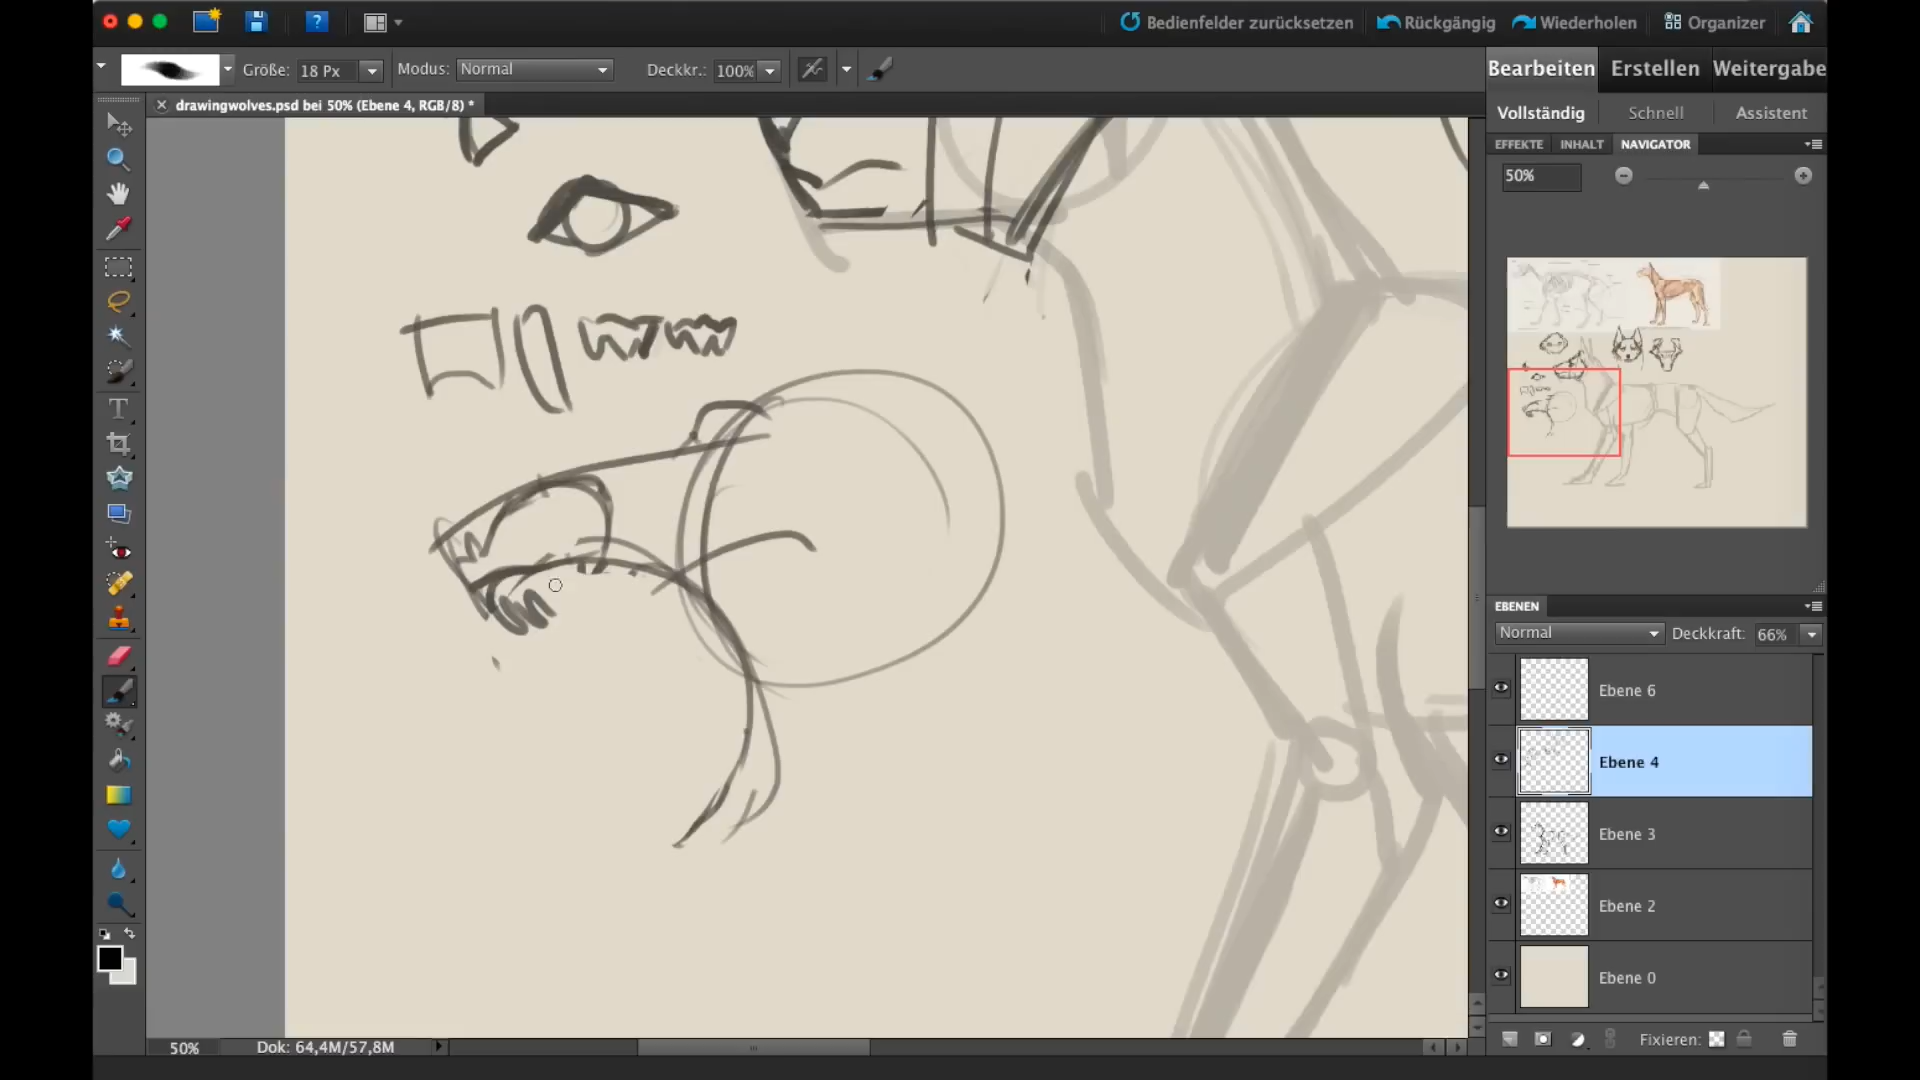 Bedienfelder zurücksetzen Rückgängig Wiederholen Organizer
Größe: 18 Px Modus: Normal Deckkr.: 100%
Bearbeiten Erstellen Weitergabe
drawingwolves.psd bei 50% (Ebene 4, RGB/8) *
Vollständig Schnell Assistent
EFFEKTE INHALT NAVIGATOR
50%
EBENEN
Normal Deckkraft: 66%
Ebene 6
Ebene 4
Ebene 3
Ebene 2
Ebene 0
Fixieren:
50% Dok: 64,4M/57,8M